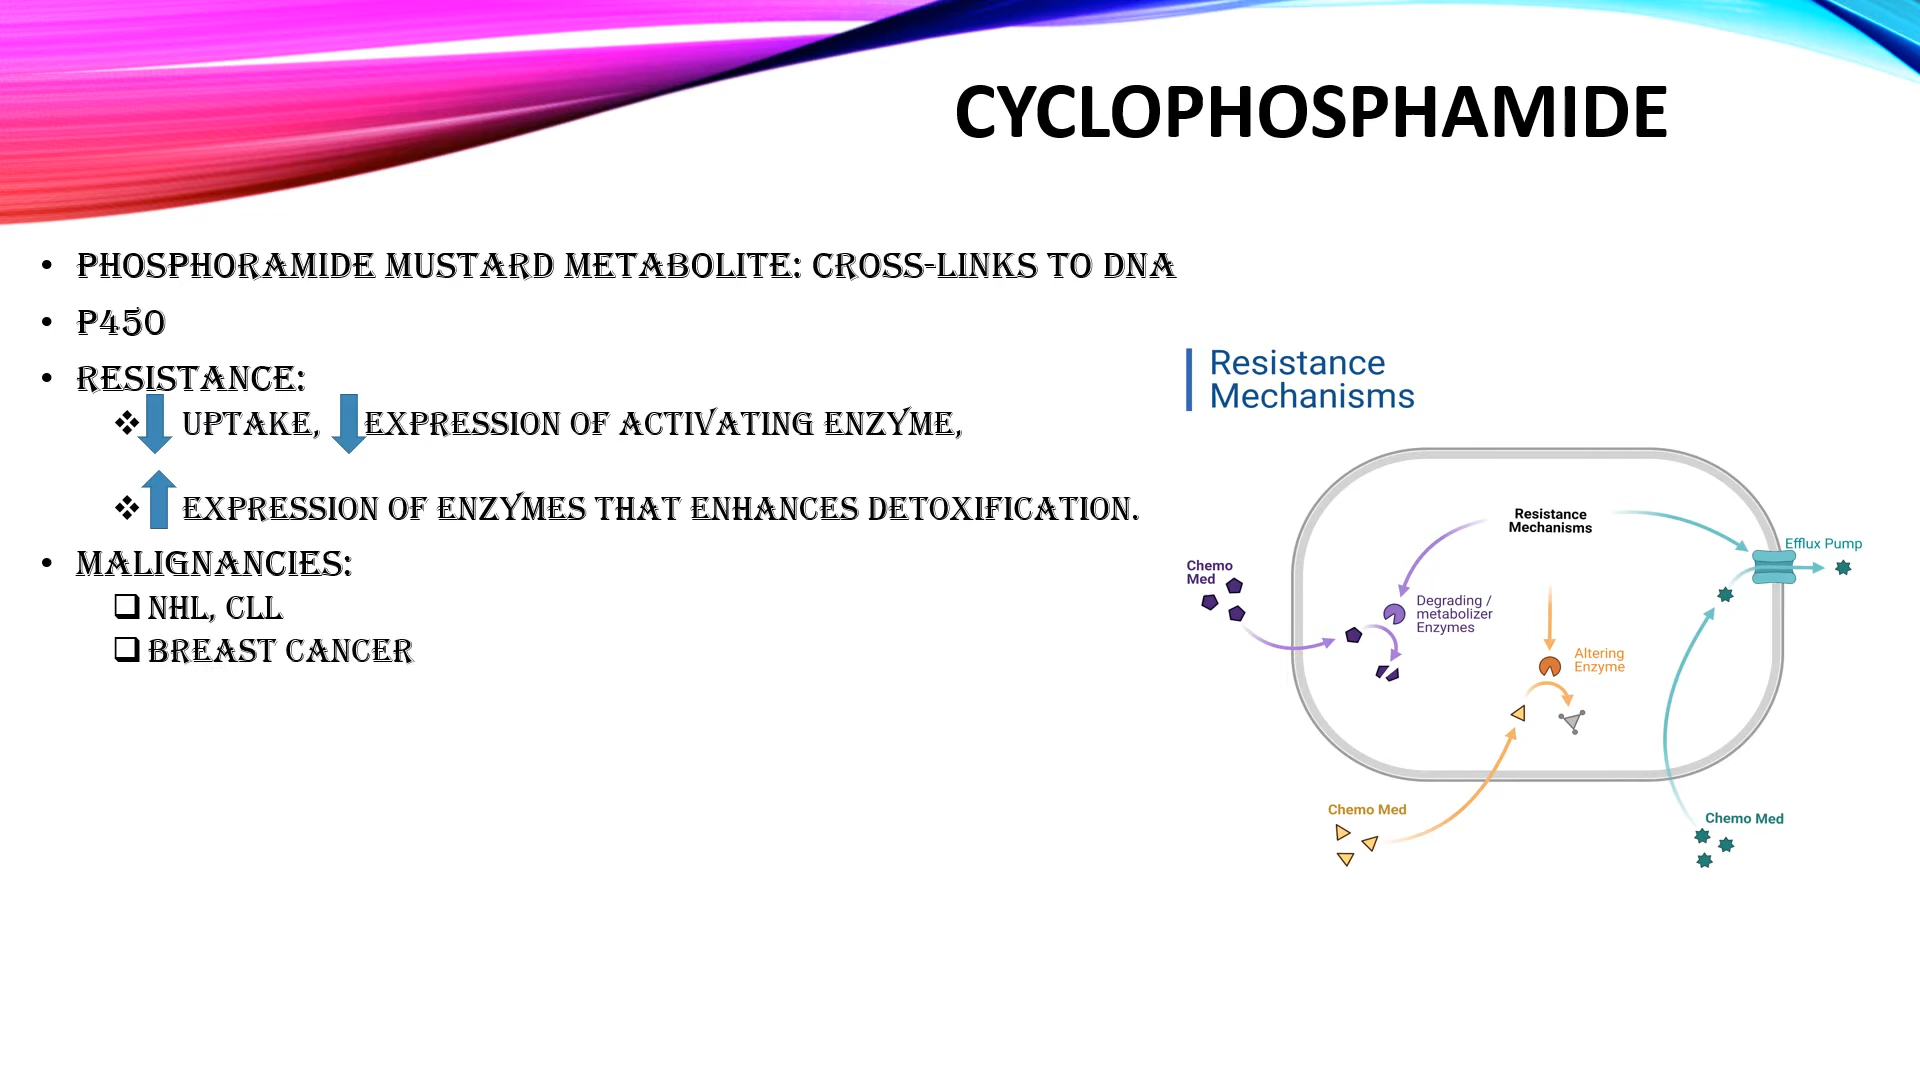 CYCLOPHOSPHAMIDE
• PHOSPHORAMIDE MUSTARD METABOLITE: CROSS-LINKS TO DNA
• P450
• RESISTANCE:
❖ UPTAKE, EXPRESSION OF ACTIVATING ENZYME,
❖ EXPRESSION OF ENZYMES THAT ENHANCES DETOXIFICATION.
• MALIGNANCIES:
❑ NHL, CLL
❑ BREAST CANCER
Resistance
Mechanisms
Resistance
Mechanisms
Efflux Pump
Chemo
Med
Degrading /
metabolizer
Enzymes
Altering
Enzyme
Chemo Med
Chemo Med